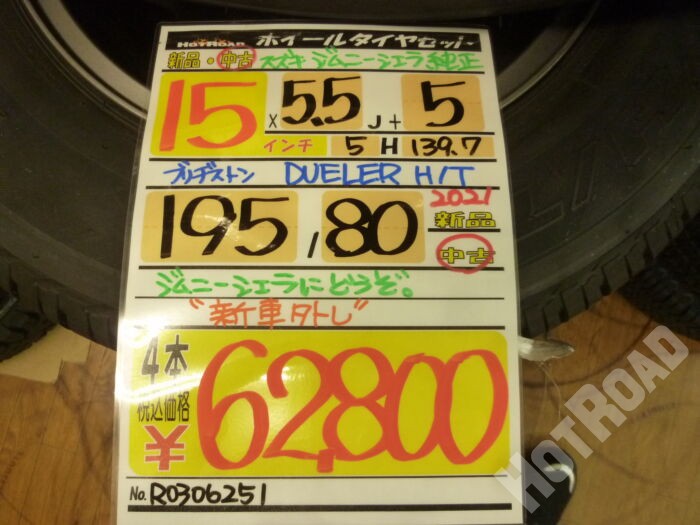 HOTROAD ホイールタイヤセット
新品・中古 スズキ ジムニーシエラ 純正
15 x 5.5 J + 5
インチ 5 H 139.7
ブリヂストン DUELER H/T
195 / 80 2021 新品 中古
ジムニーシエラにどうぞ。
"新車外し"
4本
税込価格
¥62,800
No. R0306251
HOTROAD